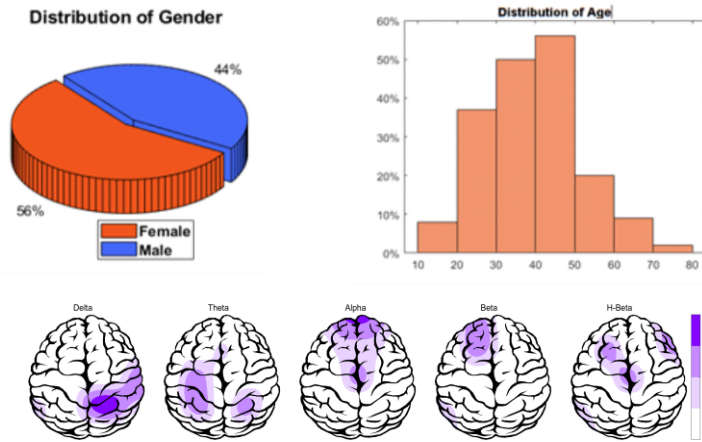 Distribution of Gender
44%
56%
Female
Male
Distribution of Age
60%
50%
40%
30%
20%
10%
0%
10 20 30 40 50 60 70 80
Delta Theta Alpha Beta H-Beta